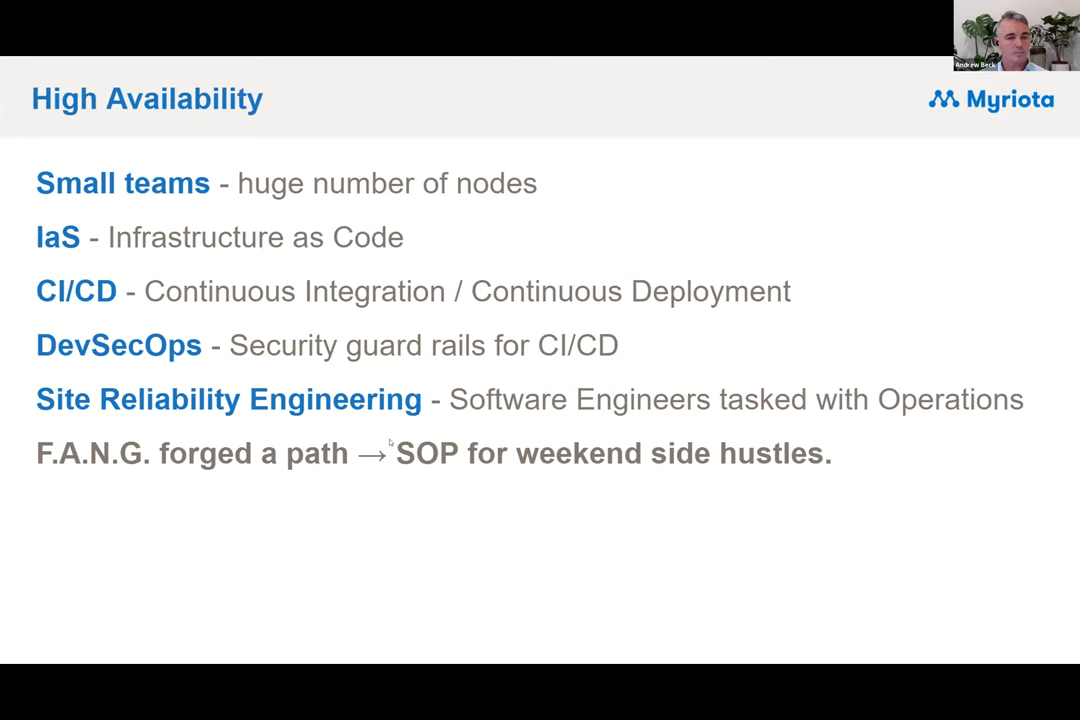 Andrew Beck
High Availability
Myriota
Small teams - huge number of nodes
IaS - Infrastructure as Code
CI/CD - Continuous Integration / Continuous Deployment
DevSecOps - Security guard rails for CI/CD
Site Reliability Engineering - Software Engineers tasked with Operations
F.A.N.G. forged a path → SOP for weekend side hustles.